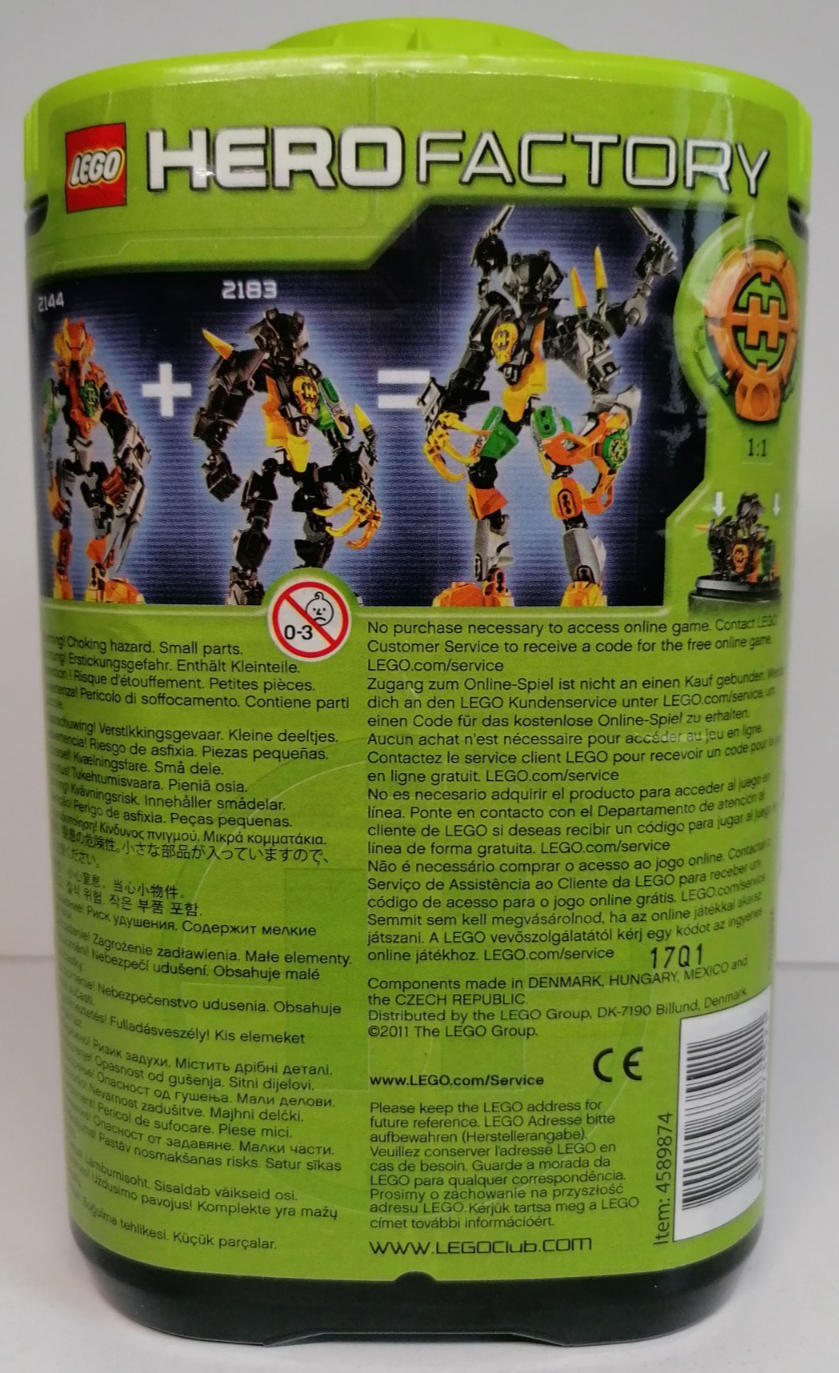 LEGO HERO FACTORY
2144
2183
+
=
1:1
0-3
Choking hazard. Small parts.
Erstickungsgefahr. Enthält Kleinteile.
Risque d'étouffement. Petites pièces.
Pericolo di soffocamento. Contiene parti
Verstikkingsgevaar. Kleine deeltjes.
Riesgo de asfixia. Piezas pequeñas.
Kvælningsfare. Små dele.
Tukehtumisvaara. Pieniä osia.
Kvävningsrisk. Innehåller smådelar.
Perigo de asfixia. Peças pequenas.
Κίνδυνος πνιγμού. Μικρά κομματάκια.
の危険性。小さな部品が入っていますので、
ください。
当心小物件。
위험. 작은 부품 포함.
Риск удушения. Содержит мелкие
Zagrożenie zadławienia. Małe elementy.
Nebezpečí udušení. Obsahuje malé
Nebezpečenstvo udusenia. Obsahuje
Fulladásveszély! Kis elemeket
Ризик задухи. Містить дрібні деталі.
Opasnost od gušenja. Sitni dijelovi.
Опасност од гушења. Мали делови.
Nevarnost zadušitve. Majhni delčki.
Pericol de sufocare. Piese mici.
Опасност от задавяне. Малки части.
Pastāv nosmakšanas risks. Satur sīkas
Lämbumisoht. Sisaldab väikseid osi.
Uždusimo pavojus! Komplekte yra mažų
tehlikesi. Küçük parçalar.
No purchase necessary to access online game. Contact LEGO
Customer Service to receive a code for the free online game.
LEGO.com/service
Zugang zum Online-Spiel ist nicht an einen Kauf gebunden.
dich an den LEGO Kundenservice unter LEGO.com/service, um
einen Code für das kostenlose Online-Spiel zu erhalten.
Aucun achat n'est nécessaire pour accéder au jeu en ligne.
Contactez le service client LEGO pour recevoir un code pour
en ligne gratuit. LEGO.com/service
No es necesario adquirir el producto para acceder al juego en
línea. Ponte en contacto con el Departamento de atención al
cliente de LEGO si deseas recibir un código para jugar al juego
línea de forma gratuita. LEGO.com/service
Não é necessário comprar o acesso ao jogo online. Contacta
Serviço de Assistência ao Cliente da LEGO para receber um
código de acesso para o jogo online grátis. LEGO.com/service
Semmit sem kell megvásárolnod, ha az online játékkal akarsz
játszani. A LEGO vevőszolgálatától kérj egy kódot az ingyenes
online játékhoz. LEGO.com/service
17Q1
Components made in DENMARK, HUNGARY, MEXICO and
the CZECH REPUBLIC.
Distributed by the LEGO Group, DK-7190 Billund, Denmark
©2011 The LEGO Group.
CE
www.LEGO.com/Service
Please keep the LEGO address for
future reference. LEGO Adresse bitte
aufbewahren (Herstellerangabe).
Veuillez conserver l'adresse LEGO en
cas de besoin. Guarde a morada da
LEGO para qualquer correspondência.
Prosimy o zachowanie na przyszłość
adresu LEGO. Kérjük tartsa meg a LEGO
címet további információért.
www.LEGOClub.com
Item: 4589874